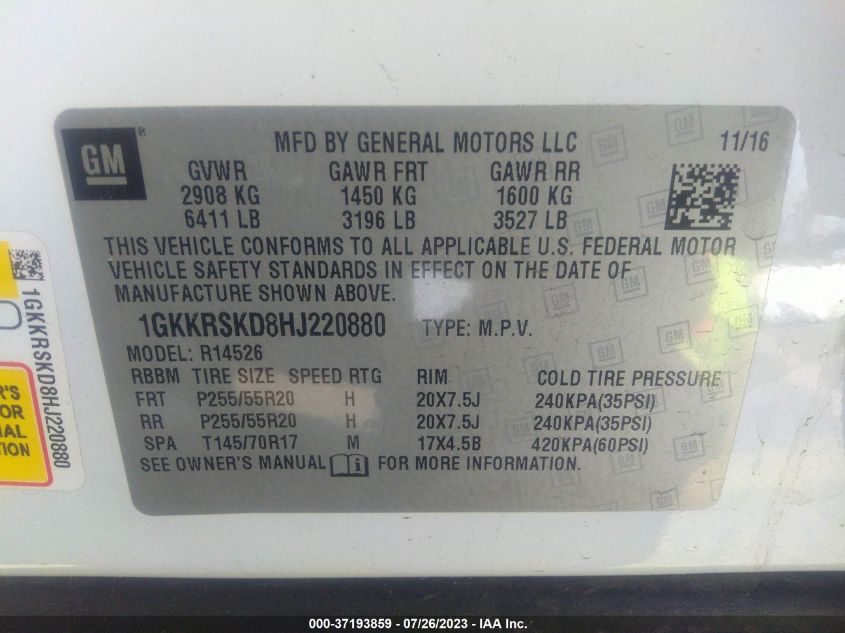 GM ®
MFD BY GENERAL MOTORS LLC 11/16
GVWR GAWR FRT GAWR RR
2908 KG 1450 KG 1600 KG
6411 LB 3196 LB 3527 LB
THIS VEHICLE CONFORMS TO ALL APPLICABLE U.S. FEDERAL MOTOR
VEHICLE SAFETY STANDARDS IN EFFECT ON THE DATE OF
MANUFACTURE SHOWN ABOVE.
1GKKRSKD8HJ220880 TYPE: M.P.V.
MODEL: R14526
RBBM TIRE SIZE SPEED RTG RIM COLD TIRE PRESSURE
FRT P255/55R20 H 20X7.5J 240KPA(35PSI)
RR P255/55R20 H 20X7.5J 240KPA(35PSI)
SPA T145/70R17 M 17X4.5B 420KPA(60PSI)
SEE OWNER'S MANUAL i FOR MORE INFORMATION.
1GKKRSKD8HJ220880
000-37193859 - 07/26/2023 - IAA Inc.